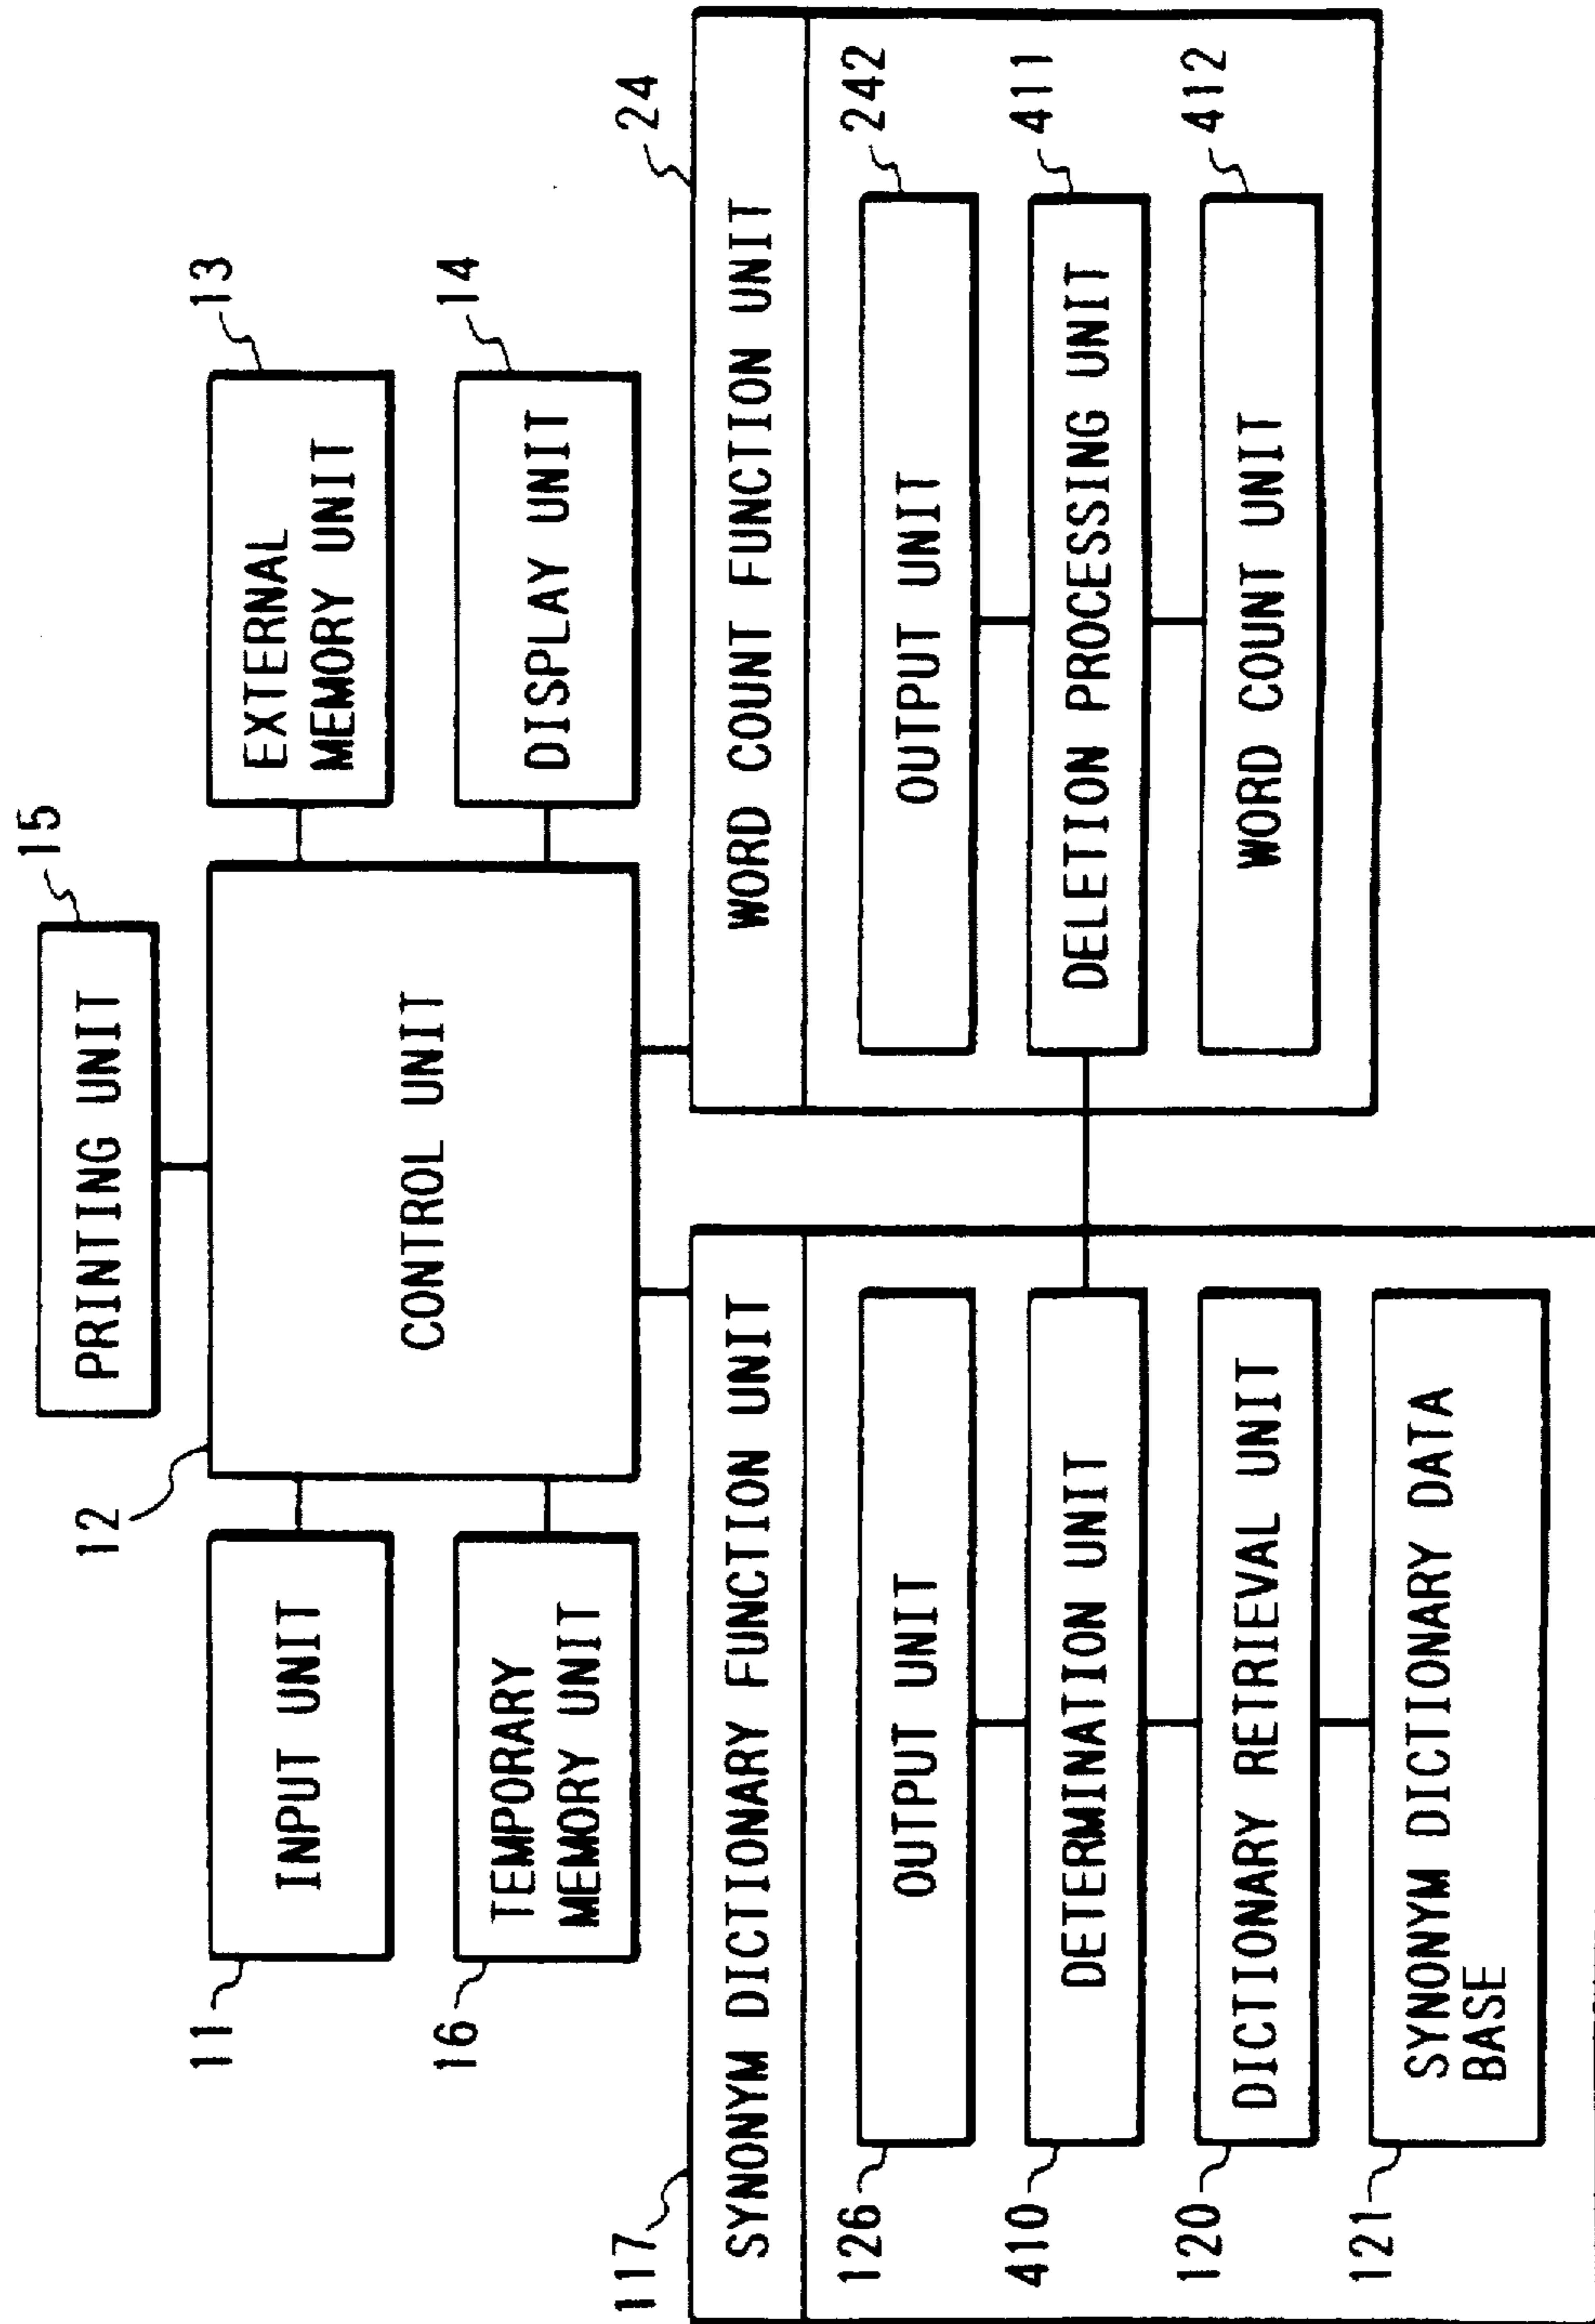 15
PRINTING UNIT
12
CONTROL UNIT
11
INPUT UNIT
13
EXTERNAL
MEMORY UNIT
16
TEMPORARY
MEMORY UNIT
14
DISPLAY UNIT
117
SYNONYM DICTIONARY FUNCTION UNIT
126
OUTPUT UNIT
410
DETERMINATION UNIT
120
DICTIONARY RETRIEVAL UNIT
121
SYNONYM DICTIONARY DATA
BASE
24
WORD COUNT FUNCTION UNIT
242
OUTPUT UNIT
411
DELETION PROCESSING UNIT
412
WORD COUNT UNIT